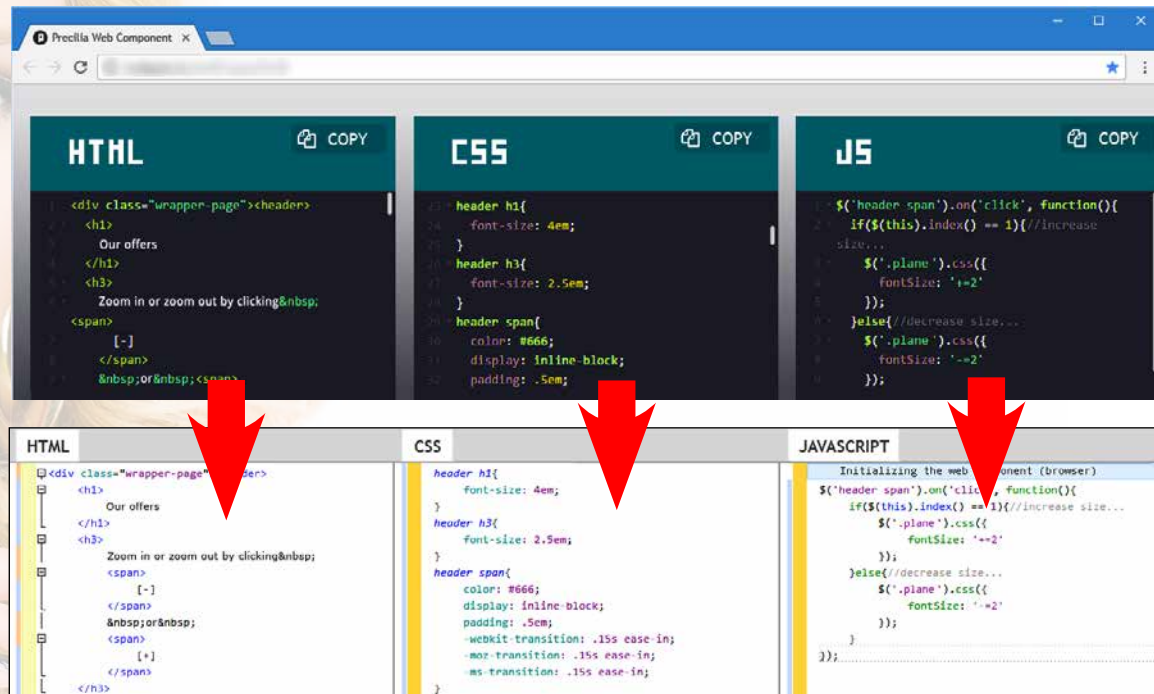 Precilla Web Component
HTML
COPY
<div class="wrapper-page"><header>
<h1>
Our offers
</h1>
<h3>
Zoom in or zoom out by clicking&nbsp;
<span>
[-]
</span>
&nbsp;or&nbsp;<span>
CSS
COPY
header h1{
font-size: 4em;
}
header h3{
font-size: 2.5em;
}
header span{
color: #666;
display: inline-block;
padding: .5em;
JS
COPY
$('header span').on('click', function(){
if($(this).index() == 1){//increase
size...
$('.plane').css({
fontSize: '+=2'
});
}else{//decrease size...
$('.plane').css({
fontSize: '-=2'
});
HTML
<div class="wrapper-page" der>
<h1>
Our offers
</h1>
<h3>
Zoom in or zoom out by clicking&nbsp;
<span>
[-]
</span>
&nbsp;or&nbsp;
<span>
[+]
</span>
</h3>
CSS
header h1{
font-size: 4em;
}
header h3{
font-size: 2.5em;
}
header span{
color: #666;
display: inline-block;
padding: .5em;
-webkit-transition: .15s ease-in;
-moz-transition: .15s ease-in;
-ms-transition: .15s ease-in;
}
JAVASCRIPT
Initializing the web onent (browser)
$('header span').on('click', function(){
if($(this).index() == 1){//increase size...
$('.plane').css({
fontSize: '+=2'
});
}else{//decrease size...
$('.plane').css({
fontSize: '-=2'
});
}
});